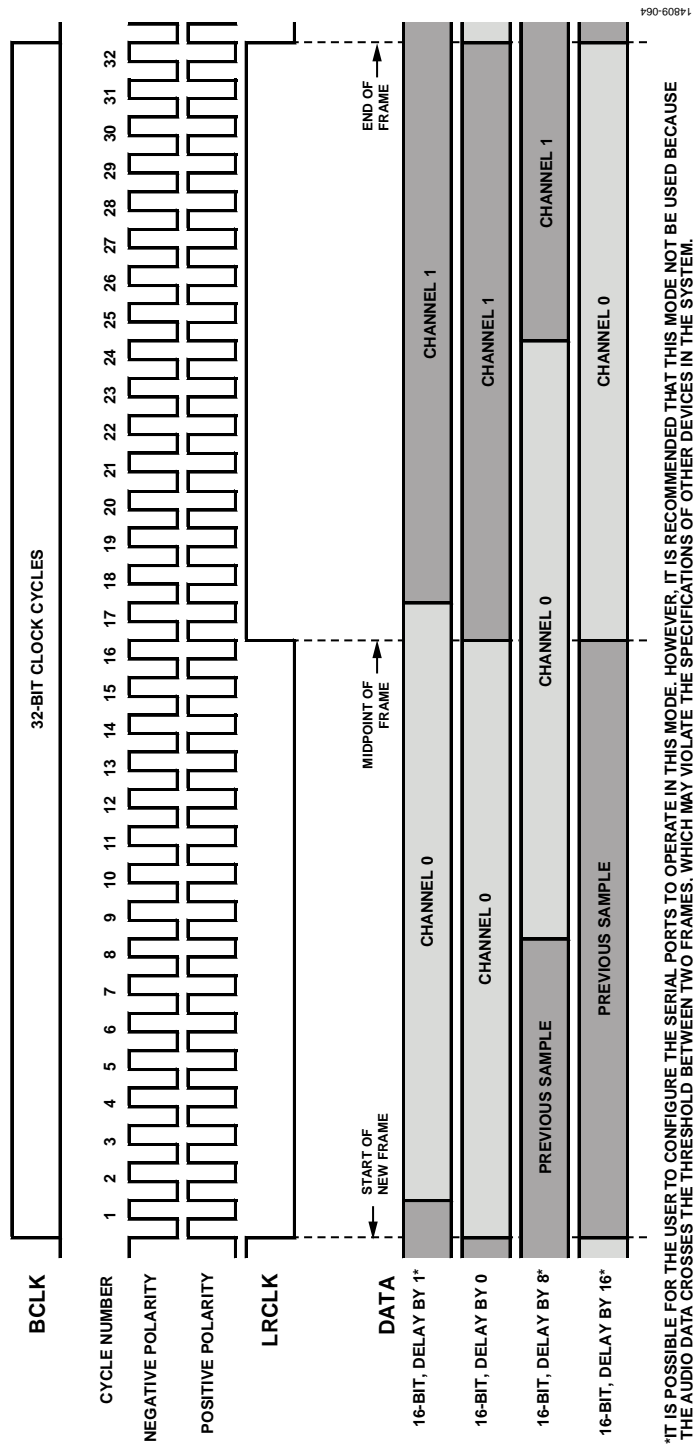 BCLK
32-BIT CLOCK CYCLES
CYCLE NUMBER
1 2 3 4 5 6 7 8 9 10 11 12 13 14 15 16 17 18 19 20 21 22 23 24 25 26 27 28 29 30 31 32
NEGATIVE POLARITY
POSITIVE POLARITY
LRCLK
START OF
NEW FRAME
MIDPOINT OF
FRAME
END OF
FRAME
DATA
16-BIT, DELAY BY 1*
CHANNEL 0
CHANNEL 1
16-BIT, DELAY BY 0
CHANNEL 0
CHANNEL 1
16-BIT, DELAY BY 8*
PREVIOUS SAMPLE
CHANNEL 0
CHANNEL 1
16-BIT, DELAY BY 16*
PREVIOUS SAMPLE
CHANNEL 0
*IT IS POSSIBLE FOR THE USER TO CONFIGURE THE SERIAL PORTS TO OPERATE IN THIS MODE. HOWEVER, IT IS RECOMMENDED THAT THIS MODE NOT BE USED BECAUSE
THE AUDIO DATA CROSSES THE THRESHOLD BETWEEN TWO FRAMES, WHICH MAY VIOLATE THE SPECIFICATIONS OF OTHER DEVICES IN THE SYSTEM.
14809-064